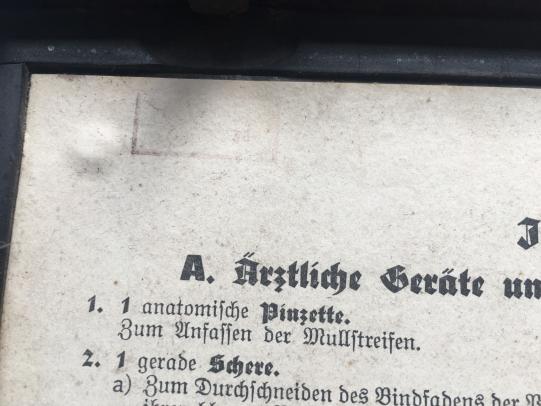 A. Ärztliche Geräte un
1. 1 anatomische Pinzette.
Zum Anfassen der Mullstreifen.
2. 1 gerade Schere.
a) Zum Durchschneiden des Bindfadens der